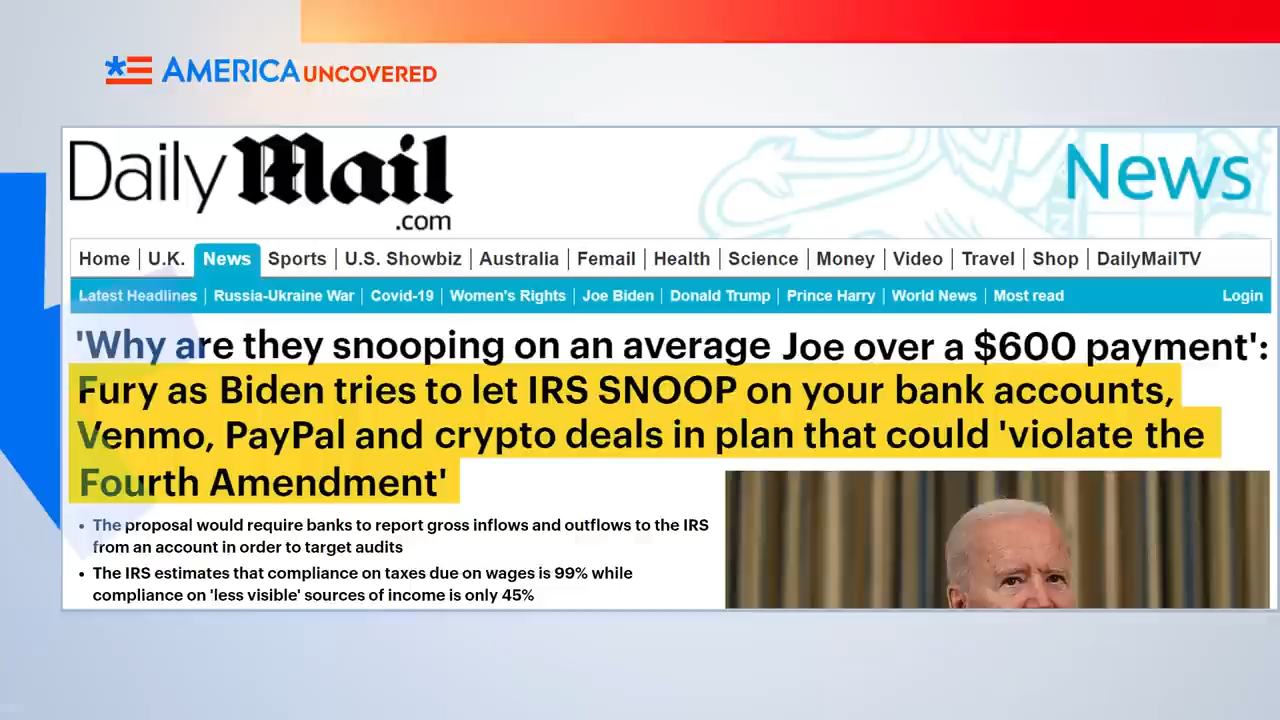 AMERICA UNCOVERED
Daily Mail
.com
News
Home U.K. News Sports U.S. Showbiz Australia Femail Health Science Money Video Travel Shop DailyMailTV
Latest Headlines Russia-Ukraine War Covid-19 Women's Rights Joe Biden Donald Trump Prince Harry World News Most read Login
'Why are they snooping on an average Joe over a $600 payment':
Fury as Biden tries to let IRS SNOOP on your bank accounts,
Venmo, PayPal and crypto deals in plan that could 'violate the
Fourth Amendment'
• The proposal would require banks to report gross inflows and outflows to the IRS
from an account in order to target audits
• The IRS estimates that compliance on taxes due on wages is 99% while
compliance on 'less visible' sources of income is only 45%